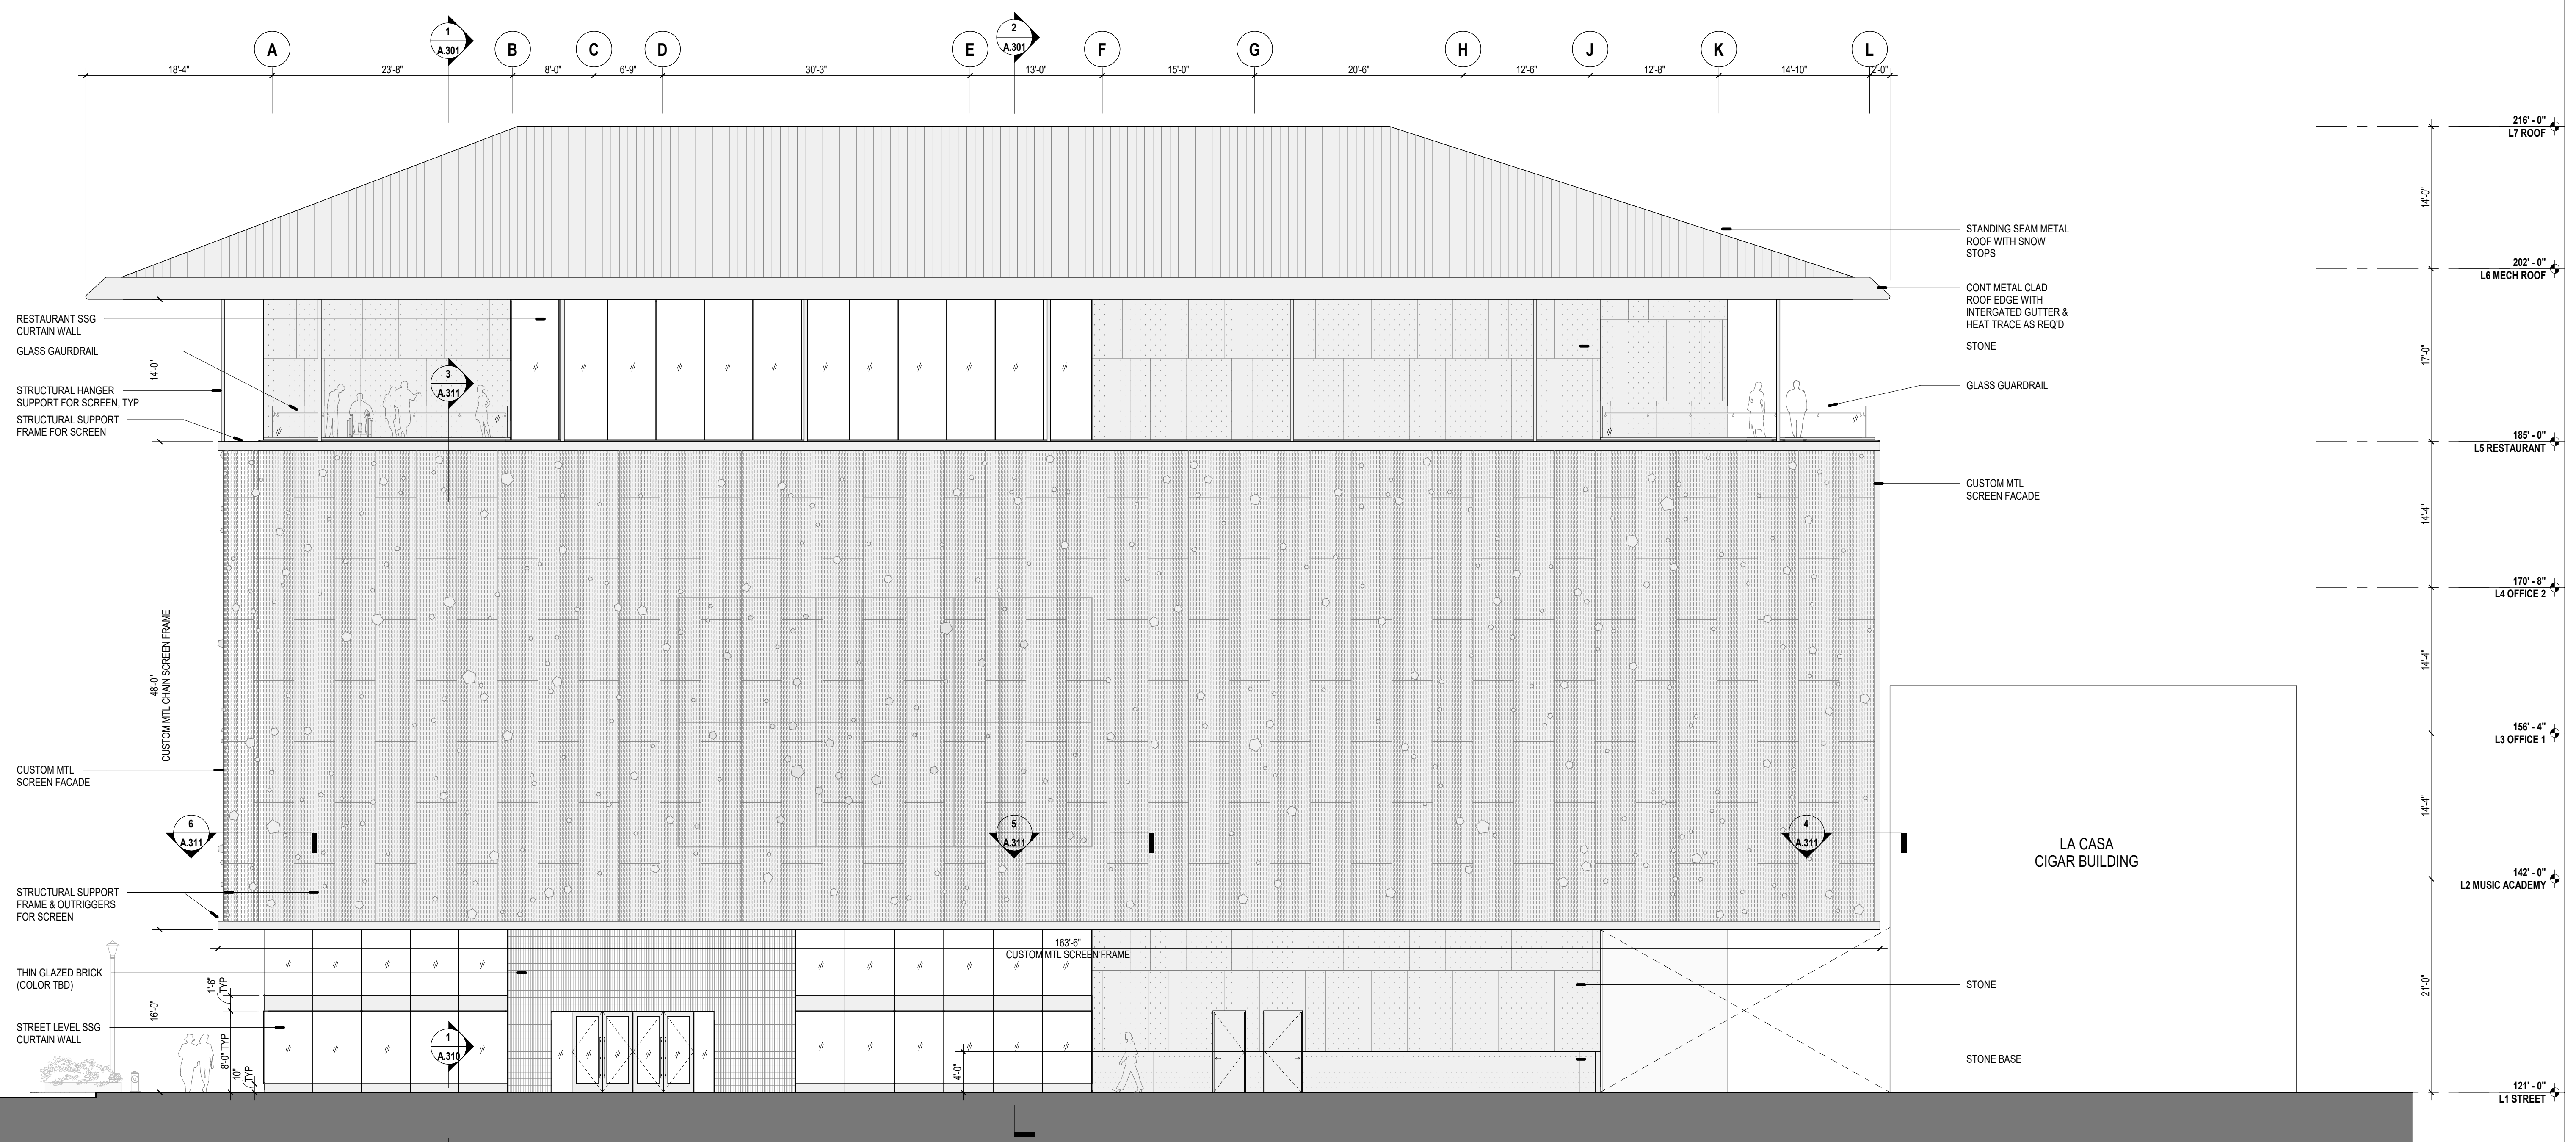 1
A.301
2
A.301
A
B
C
D
E
F
G
H
J
K
L
18'-4"
23'-8"
8'-0"
6'-9"
30'-3"
13'-0"
15'-0"
20'-6"
12'-6"
12'-8"
14'-10"
2'-0"
216' - 0"
L7 ROOF
14'-0"
STANDING SEAM METAL
ROOF WITH SNOW
STOPS
202' - 0"
L6 MECH ROOF
CONT METAL CLAD
ROOF EDGE WITH
INTERGATED GUTTER &
HEAT TRACE AS REQ'D
RESTAURANT SSG
CURTAIN WALL
GLASS GAURDRAIL
STONE
17'-0"
14'-0"
3
A.311
GLASS GUARDRAIL
STRUCTURAL HANGER
SUPPORT FOR SCREEN, TYP
STRUCTURAL SUPPORT
FRAME FOR SCREEN
185' - 0"
L5 RESTAURANT
CUSTOM MTL
SCREEN FACADE
14'-4"
170' - 8"
L4 OFFICE 2
14'-4"
48'-0"
CUSTOM MTL CHAIN SCREEN FRAME
156' - 4"
L3 OFFICE 1
CUSTOM MTL
SCREEN FACADE
14'-4"
6
A.311
5
A.311
4
A.311
LA CASA
CIGAR BUILDING
142' - 0"
L2 MUSIC ACADEMY
STRUCTURAL SUPPORT
FRAME & OUTRIGGERS
FOR SCREEN
163'-6"
CUSTOM MTL SCREEN FRAME
THIN GLAZED BRICK
(COLOR TBD)
1'-6"
TYP
STONE
21'-0"
16'-0"
STREET LEVEL SSG
CURTAIN WALL
8'-0" TYP
10"
TYP
1
A.310
4'-0"
STONE BASE
121' - 0"
L1 STREET